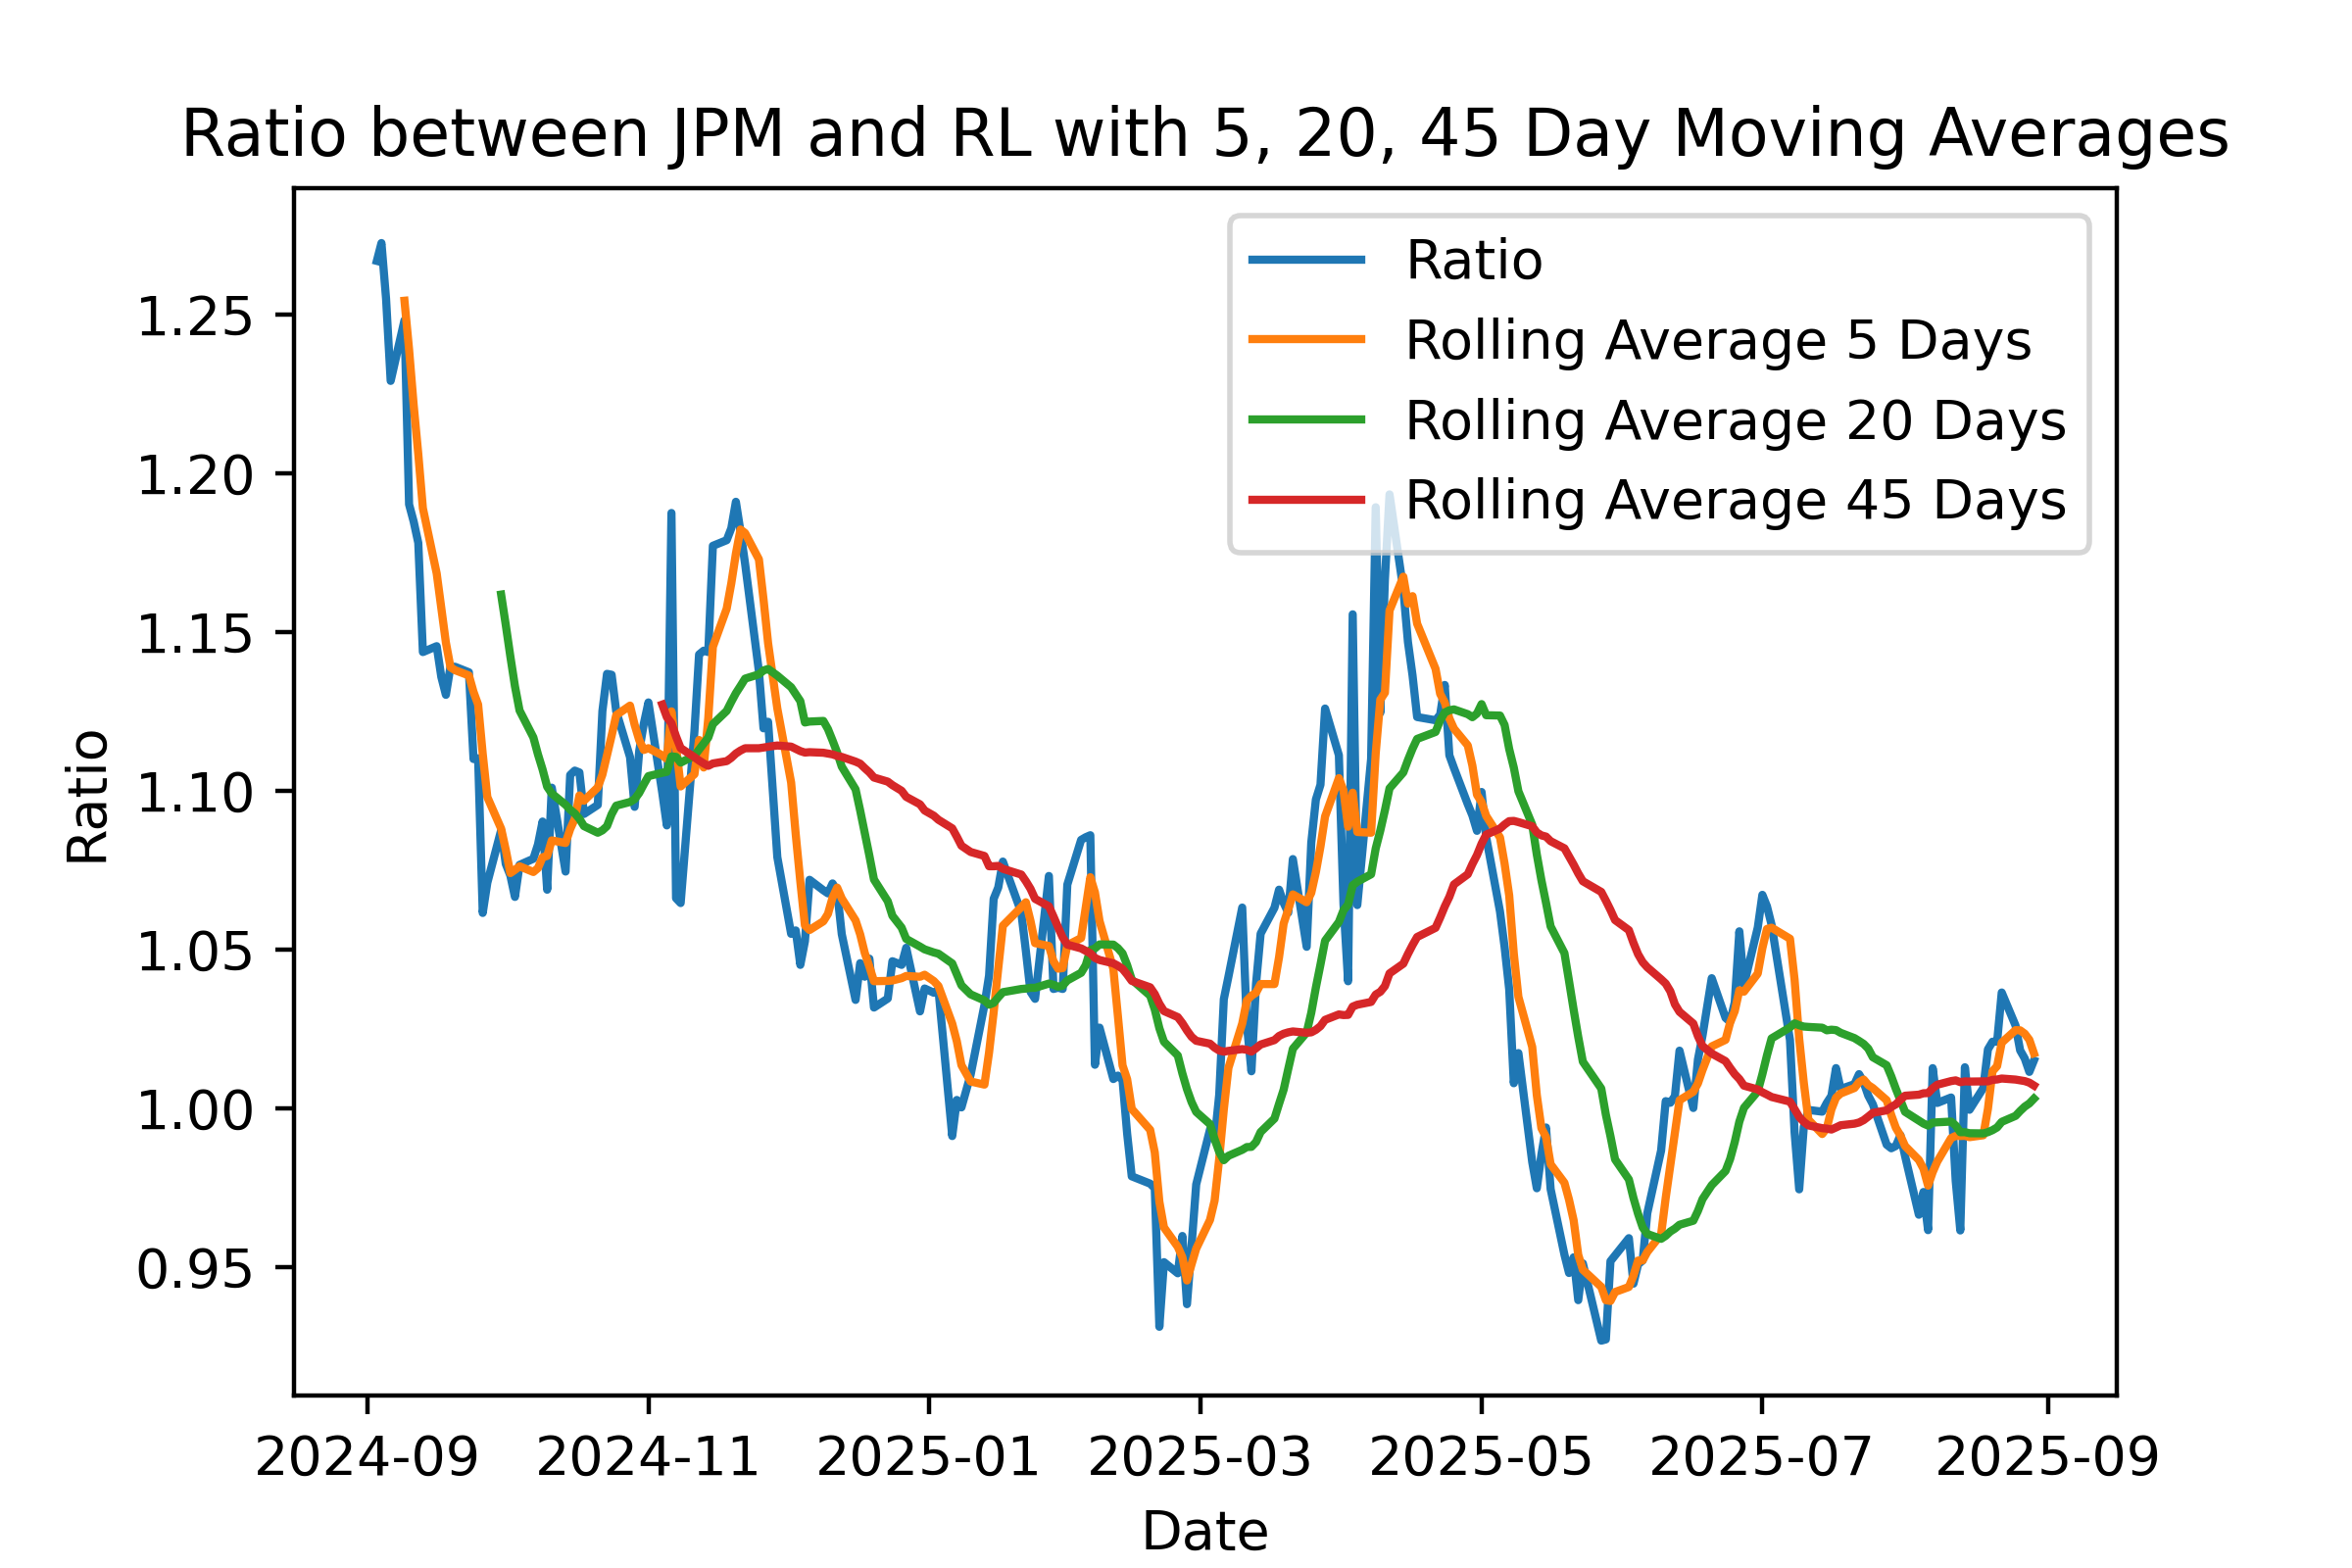 Ratio between JPM and RL with 5, 20, 45 Day Moving Averages
Ratio
Rolling Average 5 Days
Rolling Average 20 Days
Rolling Average 45 Days
Ratio
1.25
1.20
1.15
1.10
1.05
1.00
0.95
2024-09 2024-11 2025-01 2025-03 2025-05 2025-07 2025-09
Date